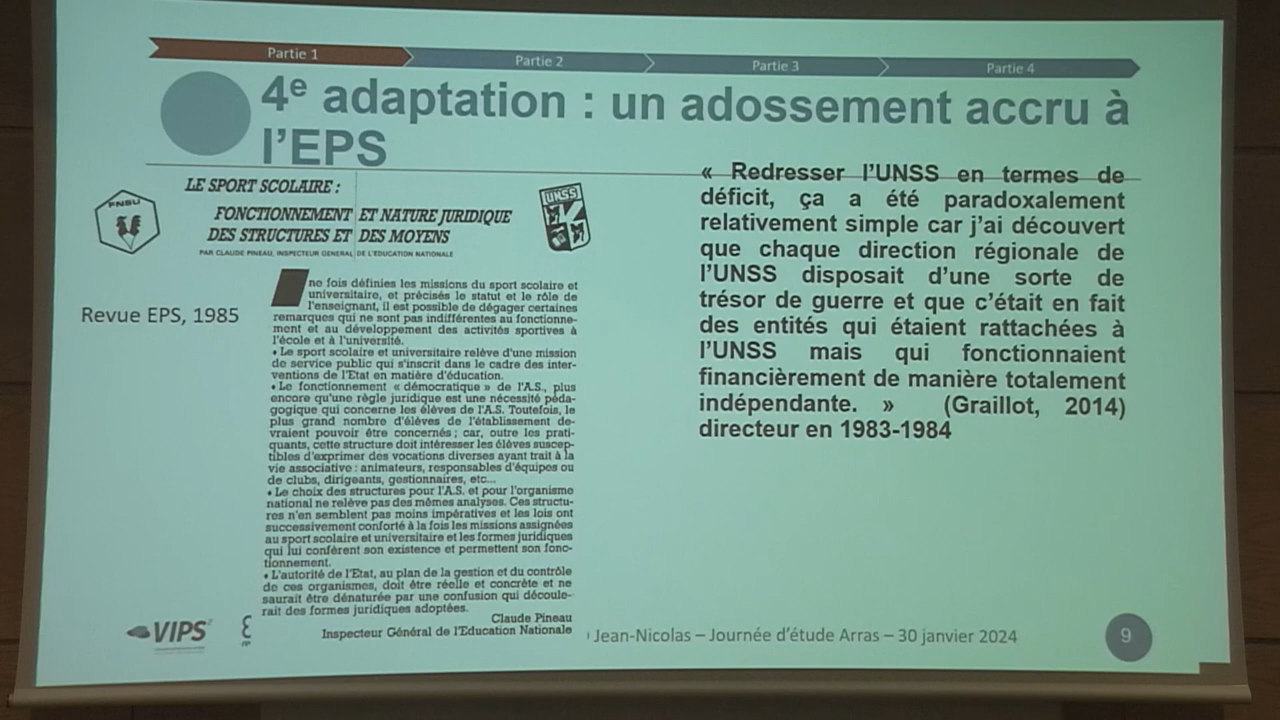 Partie 1
Partie 2
Partie 3
Partie 4
4e adaptation : un adossement accru à
l'EPS
FNSU
LE SPORT SCOLAIRE :
FONCTIONNEMENT ET NATURE JURIDIQUE
DES STRUCTURES ET DES MOYENS
PAR CLAUDE PINEAU, INSPECTEUR GENERAL DE L'EDUCATION NATIONALE
UNSS
Revue EPS, 1985
ne fois définies les missions du sport scolaire et
universitaire, et précisés le statut et le rôle de
l'enseignant, il est possible de dégager certaines
remarques qui ne sont pas indifférentes au fonctionne-
ment et au développement des activités sportives à
l'école et à l'université.
• Le sport scolaire et universitaire relève d'une mission
de service public qui s'inscrit dans le cadre des inter-
ventions de l'Etat en matière d'éducation.
• Le fonctionnement « démocratique » de l'A.S., plus
encore qu'une règle juridique est une nécessité péda-
gogique qui concerne les élèves de l'A.S. Toutefois, le
plus grand nombre d'élèves de l'établissement de-
vraient pouvoir être concernés ; car, outre les prati-
quants, cette structure doit intéresser les élèves suscep-
tibles d'exprimer des vocations diverses ayant trait à la
vie associative : animateurs, responsables d'équipes ou
de clubs, dirigeants, gestionnaires, etc...
• Le choix des structures pour l'A.S. et pour l'organisme
national ne relève pas des mêmes analyses. Ces structu-
res n'en semblent pas moins impératives et les lois ont
successivement conforté à la fois les missions assignées
au sport scolaire et universitaire et les formes juridiques
qui lui confèrent son existence et permettent son fonc-
tionnement.
• L'autorité de l'Etat, au plan de la gestion et du contrôle
de ces organismes, doit être réelle et concrète et ne
saurait être dénaturée par une confusion qui découle-
rait des formes juridiques adoptées.
Claude Pineau
Inspecteur Général de l'Education Nationale
« Redresser l'UNSS en termes de
déficit, ça a été paradoxalement
relativement simple car j'ai découvert
que chaque direction régionale de
l'UNSS disposait d'une sorte de
trésor de guerre et que c'était en fait
des entités qui étaient rattachées à
l'UNSS mais qui fonctionnaient
financièrement de manière totalement
indépendante. » (Graillot, 2014)
directeur en 1983-1984
VIPS²
Jean-Nicolas – Journée d'étude Arras – 30 janvier 2024
9